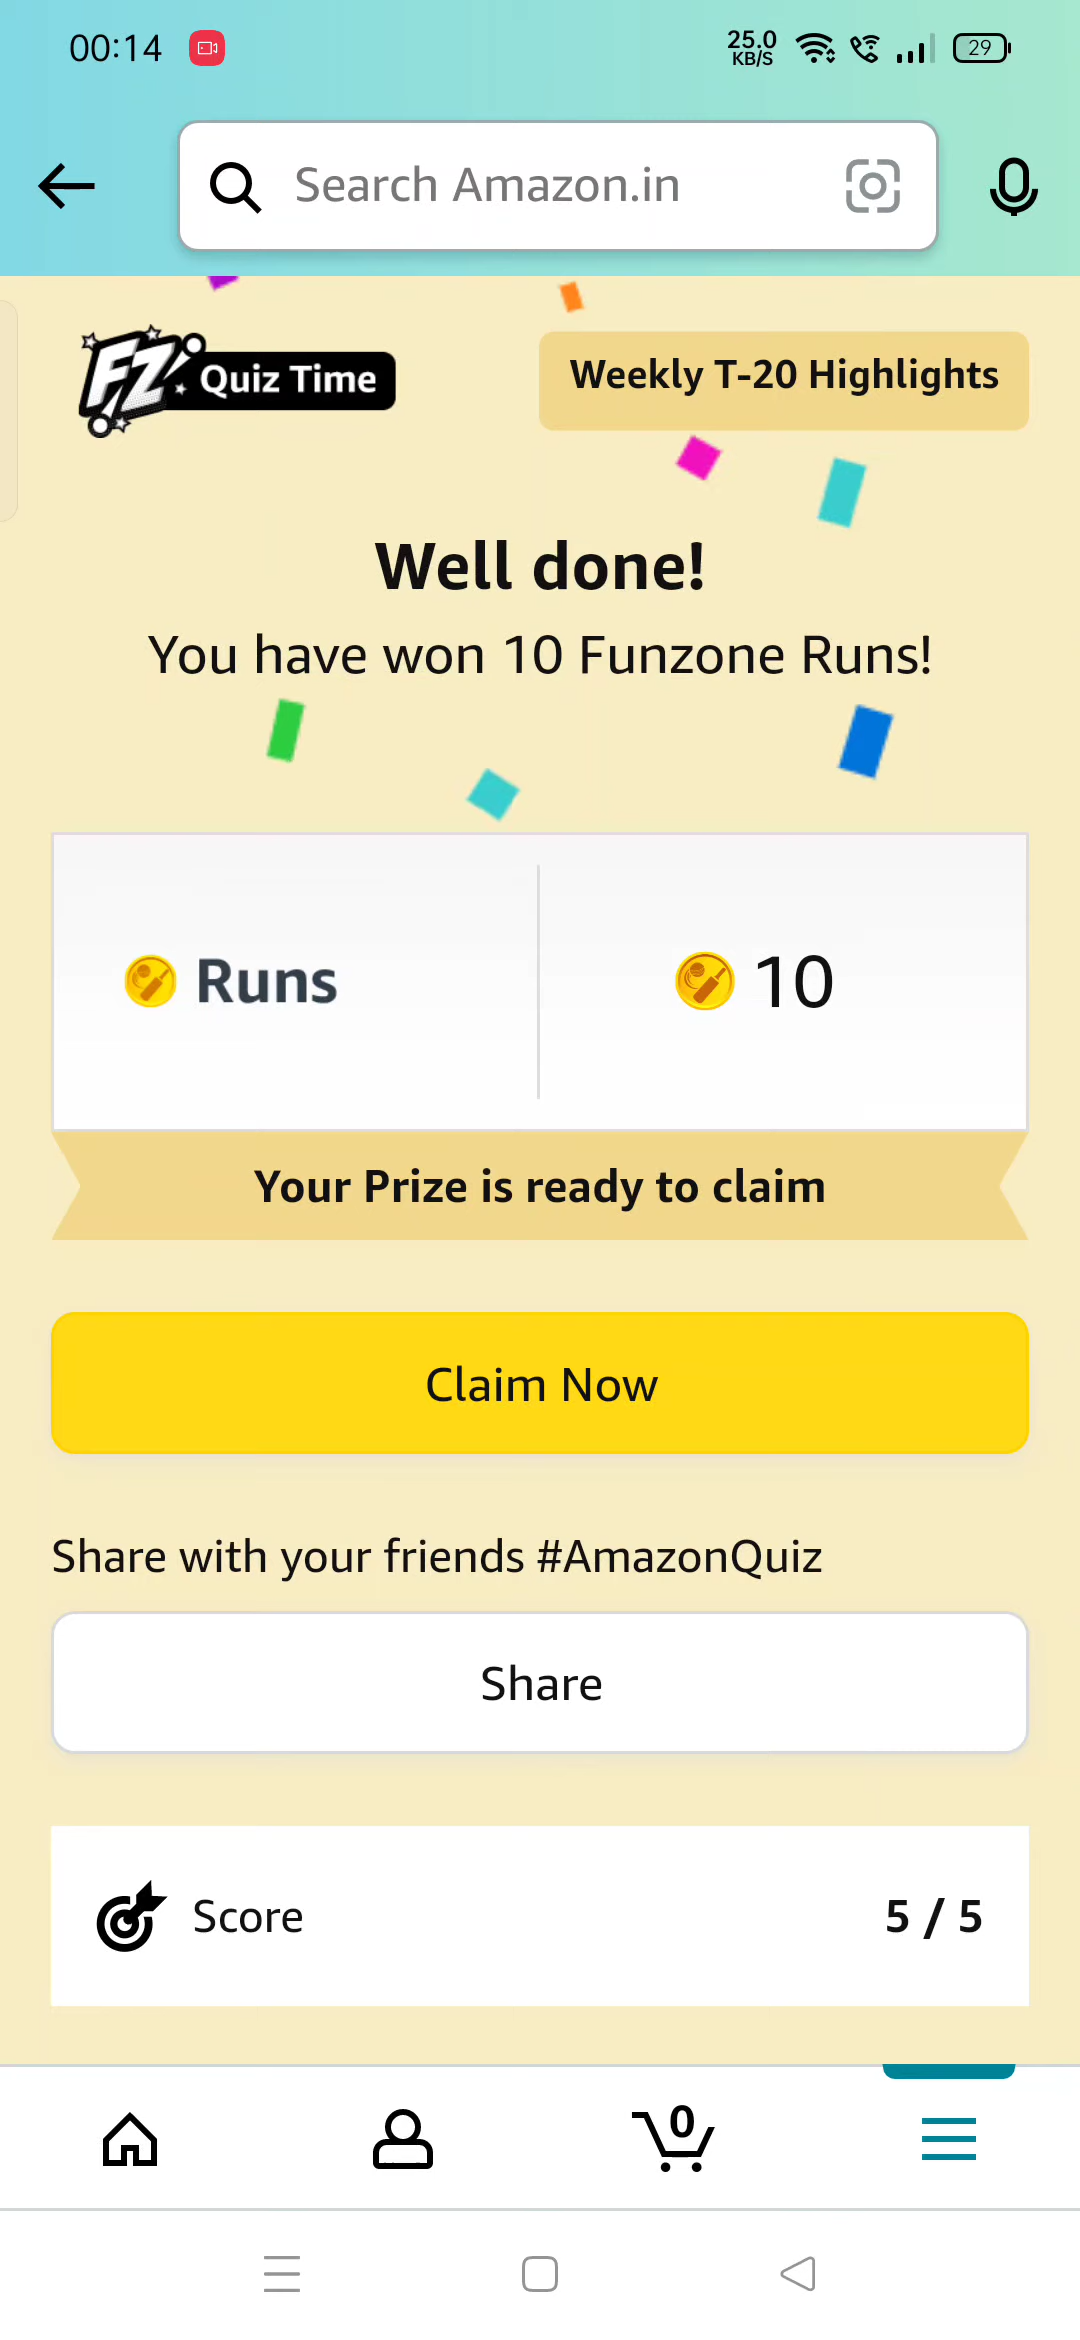 00:14
25.0
KB/S
29
Search Amazon.in
FZ Quiz Time
Weekly T-20 Highlights
Well done!
You have won 10 Funzone Runs!
Runs
10
Your Prize is ready to claim
Claim Now
Share with your friends #AmazonQuiz
Share
Score
5 / 5
0